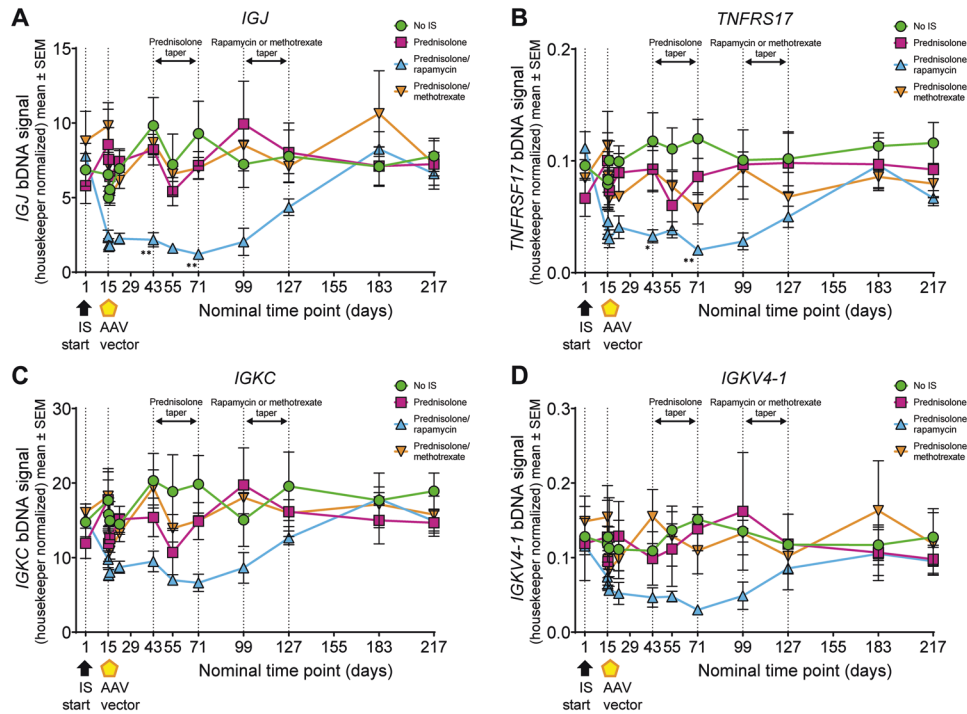 A
IGJ
IGJ bDNA signal
(housekeeper normalized) mean ± SEM
15
10
5
0
Prednisolone
taper
Rapamycin or methotrexate
taper
No IS
Prednisolone
Prednisolone/
rapamycin
Prednisolone/
methotrexate
**
**
1 15 29 43 55 71 99 127 155 183 217
Nominal time point (days)
IS
start
AAV
vector
B
TNFRS17
TNFRSF17 bDNA signal
(housekeeper normalized) mean ± SEM
0.2
0.1
0.0
Prednisolone
taper
Rapamycin or methotrexate
taper
No IS
Prednisolone
Prednisolone/
rapamycin
Prednisolone/
methotrexate
*
**
1 15 29 43 55 71 99 127 155 183 217
Nominal time point (days)
IS
start
AAV
vector
C
IGKC
IGKC bDNA signal
(housekeeper normalized) mean ± SEM
30
20
10
0
Prednisolone
taper
Rapamycin or methotrexate
taper
No IS
Prednisolone
Prednisolone/
rapamycin
Prednisolone/
methotrexate
1 15 29 43 55 71 99 127 155 183 217
Nominal time point (days)
IS
start
AAV
vector
D
IGKV4-1
IGKV4-1 bDNA signal
(housekeeper normalized) mean ± SEM
0.3
0.2
0.1
0.0
Prednisolone
taper
Rapamycin or methotrexate
taper
No IS
Prednisolone
Prednisolone/
rapamycin
Prednisolone
methotrexate
1 15 29 43 55 71 99 127 155 183 217
Nominal time point (days)
IS
start
AAV
vector